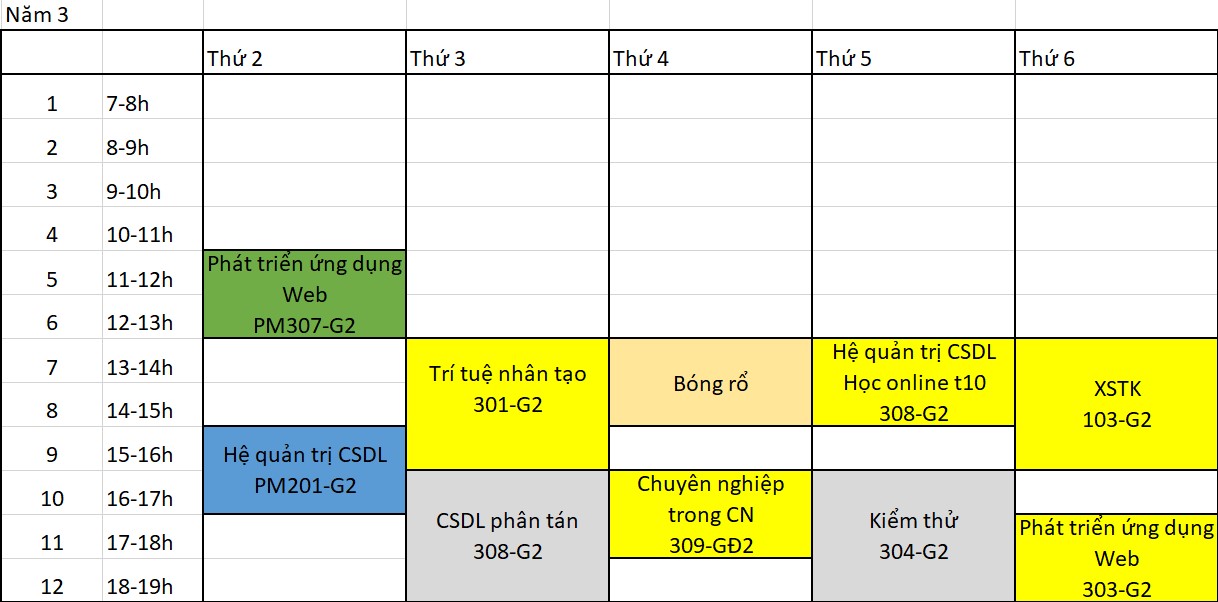 Năm 3
Thứ 2 Thứ 3 Thứ 4 Thứ 5 Thứ 6
1 7-8h
2 8-9h
3 9-10h
4 10-11h
5 11-12h
6 12-13h
Phát triển ứng dụng
Web
PM307-G2
7 13-14h
8 14-15h
Trí tuệ nhân tạo
301-G2
Bóng rổ
Hệ quản trị CSDL
Học online t10
308-G2
XSTK
103-G2
9 15-16h
10 16-17h
Hệ quản trị CSDL
PM201-G2
11 17-18h
12 18-19h
CSDL phân tán
308-G2
Chuyên nghiệp
trong CN
309-GĐ2
Kiểm thử
304-G2
Phát triển ứng dụng
Web
303-G2